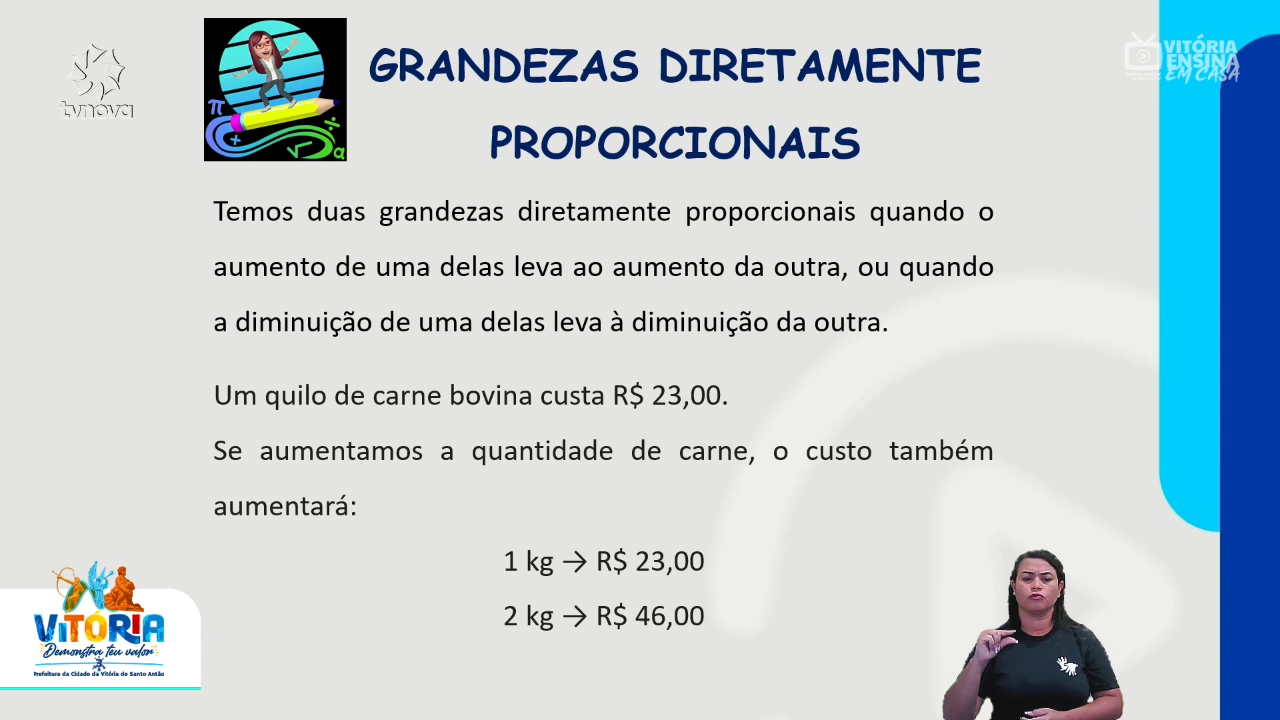 tvnova
VITÓRIA
ENSINA
EM CASA
GRANDEZAS DIRETAMENTE
PROPORCIONAIS
π
÷
+
√
α
Temos duas grandezas diretamente proporcionais quando o
aumento de uma delas leva ao aumento da outra, ou quando
a diminuição de uma delas leva à diminuição da outra.
Um quilo de carne bovina custa R$ 23,00.
Se aumentamos a quantidade de carne, o custo também
aumentará:
1 kg → R$ 23,00
2 kg → R$ 46,00
VITÓRIA
Demonstra teu valor
Prefeitura da Cidade da Vitória de Santo Antão